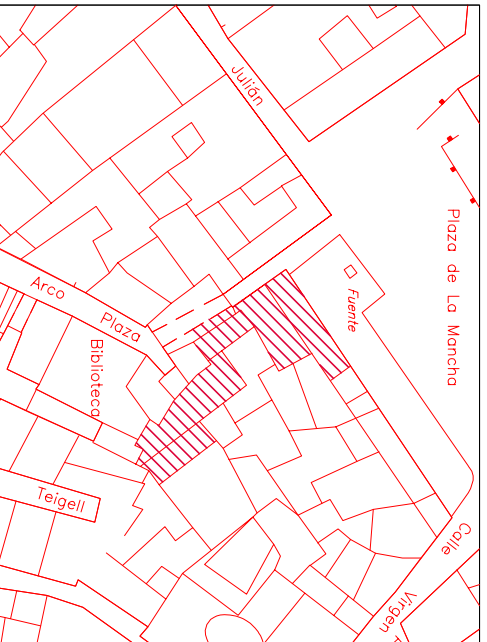 Julián
Plaza de La Mancha
Fuente
Arco
Plaza
Biblioteca
Teigell
Calle
Virgen